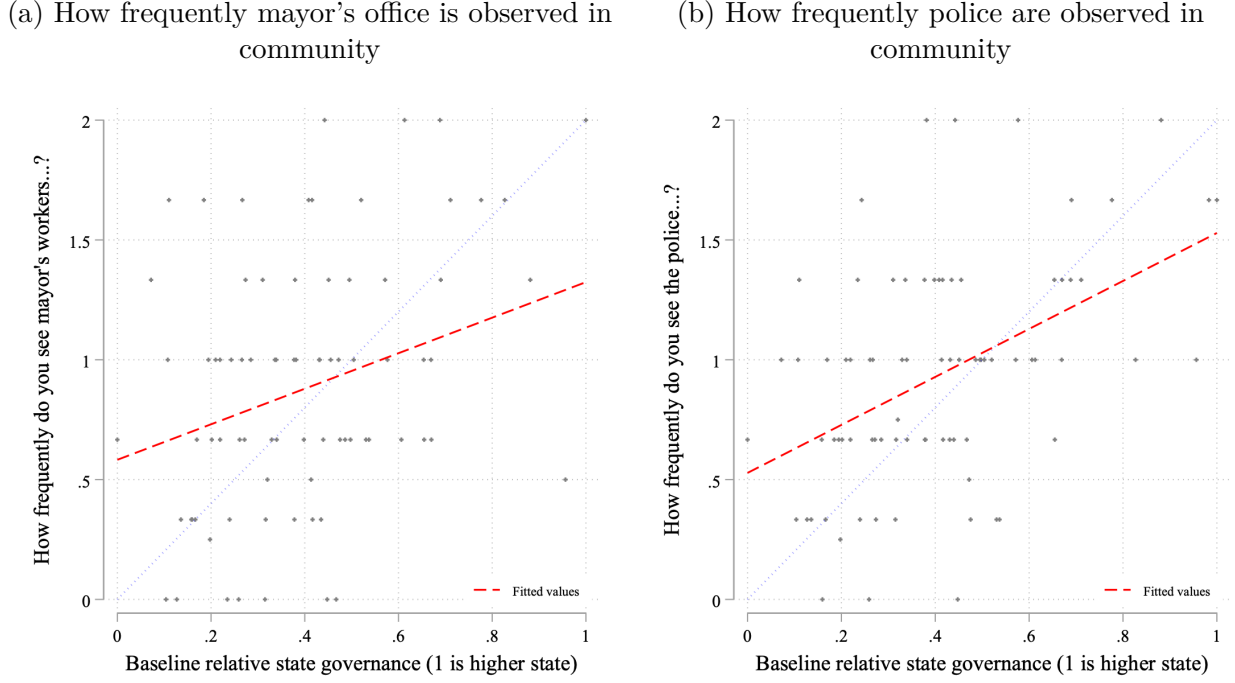 (a) How frequently mayor’s office is observed in
community
How frequently do you see mayor's workers...?
2
1.5
1
.5
0
Fitted values
0 .2 .4 .6 .8 1
Baseline relative state governance (1 is higher state)
(b) How frequently police are observed in
community
How frequently do you see the police...?
2
1.5
1
.5
0
Fitted values
0 .2 .4 .6 .8 1
Baseline relative state governance (1 is higher state)